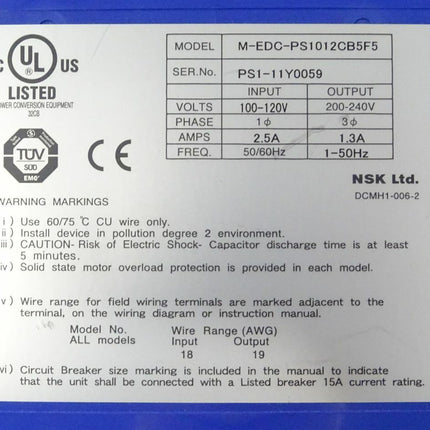 C UL US
LISTED
POWER CONVERSION EQUIPMENT
32CB
TÜV
SÜD
EMC
CE
MODEL M-EDC-PS1012CB5F5
SER.No. PS1-11Y0059
INPUT OUTPUT
VOLTS 100-120V 200-240V
PHASE 1ϕ 3ϕ
AMPS 2.5A 1.3A
FREQ. 50/60Hz 1-50Hz
NSK Ltd.
DCMH1-006-2
WARNING MARKINGS
i) Use 60/75 ℃ CU wire only.
ii) Install device in pollution degree 2 environment.
iii) CAUTION- Risk of Electric Shock- Capacitor discharge time is at least
5 minutes.
iv) Solid state motor overload protection is provided in each model.
v) Wire range for field wiring terminals are marked adjacent to the
terminal, on the wiring diagram or instruction manual.
Model No. Wire Range (AWG)
ALL models Input Output
18 19
vi) Circuit Breaker size marking is included in the manual to indicate
that the unit shall be connected with a Listed breaker 15A current rating.